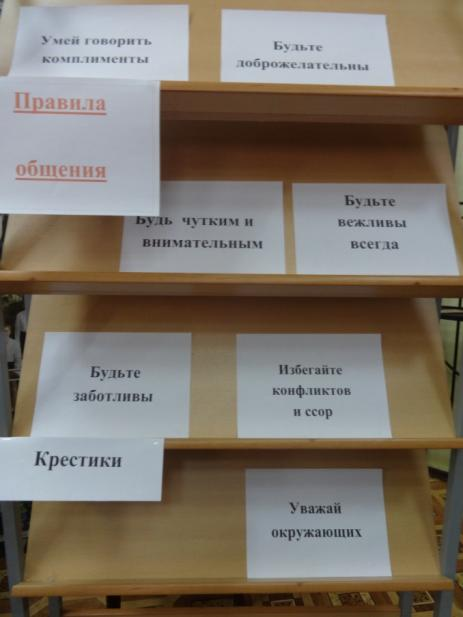 Умей говорить
комплименты
Будьте
доброжелательны
Правила
общения
Будь чутким и
внимательным
Будьте
вежливы
всегда
Будьте
заботливы
Избегайте
конфликтов
и ссор
Крестики
Уважай
окружающих